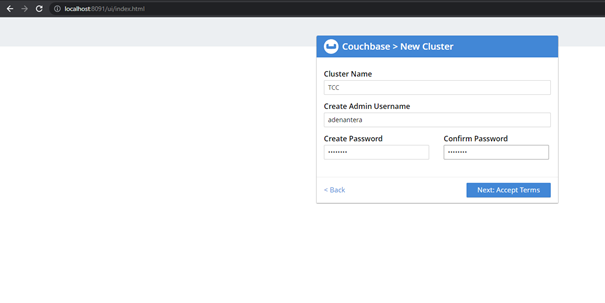 localhost:8091/ui/index.html
Couchbase > New Cluster
Cluster Name
TCC
Create Admin Username
adenantera
Create Password Confirm Password
•••••••• ••••••••
< Back Next: Accept Terms